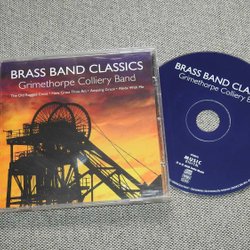 BRASS BAND CLASSICS
Grimethorpe Colliery Band
The Old Rugged Cross • How Great Thou Art • Amazing Grace • Abide With Me
BRASS BAND CLASSICS
Grimethorpe Colliery Band
MUSIC